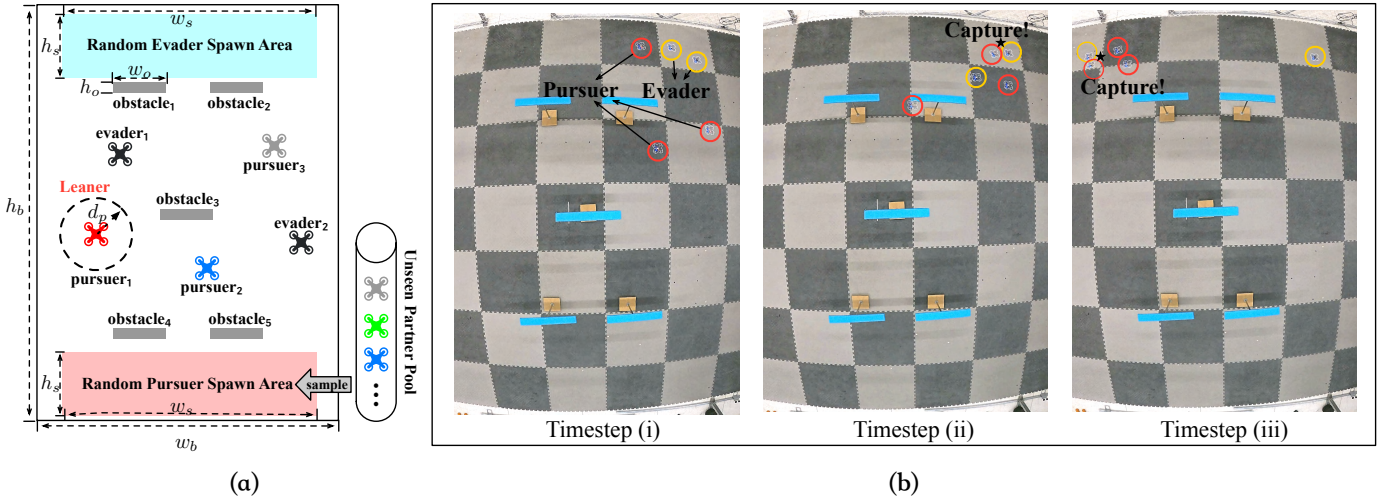 w_s
h_s
Random Evader Spawn Area
w_o
h_o
obstacle_1
obstacle_2
evader_1
pursuer_3
Leaner
h_b
d_p
obstacle_3
evader_2
pursuer_1
pursuer_2
Unseen Partner Pool
obstacle_4
obstacle_5
h_s
Random Pursuer Spawn Area
sample
w_s
w_b
(a)
Pursuer
Evader
Timestep (i)
Capture!
Timestep (ii)
Capture!
Timestep (iii)
(b)